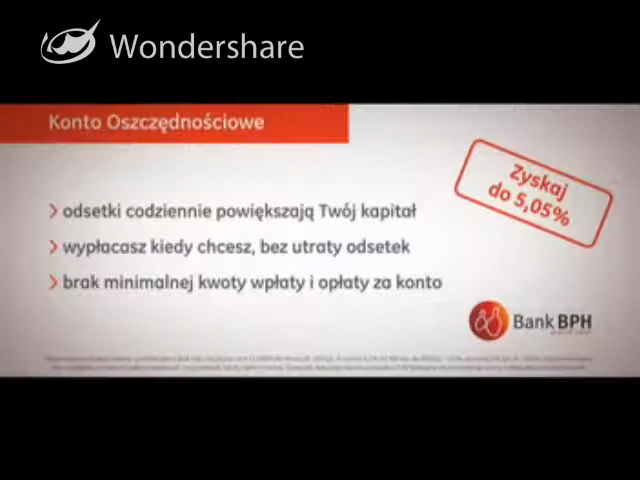 Wondershare
Konto Oszczędnościowe
Zyskaj
do 5,05%
odsetki codziennie powiększają Twój kapitał
wypłacasz kiedy chcesz, bez utraty odsetek
brak minimalnej kwoty wpłaty i opłaty za konto
Bank BPH